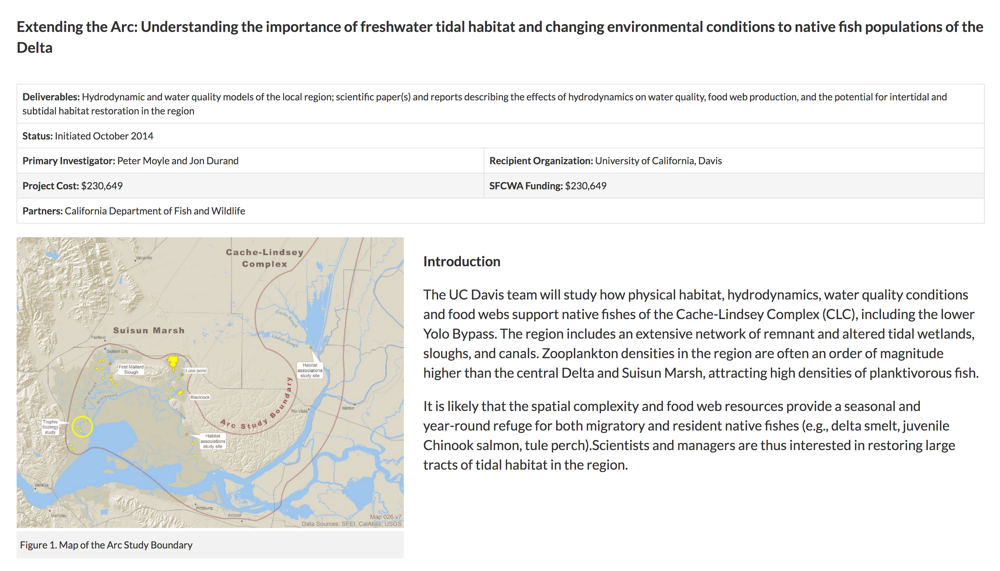 Extending the Arc: Understanding the importance of freshwater tidal habitat and changing environmental conditions to native fish populations of the
Delta
Deliverables: Hydrodynamic and water quality models of the local region; scientific paper(s) and reports describing the effects of hydrodynamics on water quality, food web production, and the potential for intertidal and
subtidal habitat restoration in the region
Status: Initiated October 2014
Primary Investigator: Peter Moyle and Jon Durand
Recipient Organization: University of California, Davis
Project Cost: $230,649
SFCWA Funding: $230,649
Partners: California Department of Fish and Wildlife
Cache-Lindsey
Complex
Vacaville
Cache Slough
Suisun Marsh
Lindsey Slough
Fairfield
Suisun City
First Mallard
Slough
Luco pond
Habitat
associations
study site
Suisun Slough
Montezuma
Blacklock
Slough
Arc Study Boundary
Rio Vista
Isleton
Trophic
Ecology
study
Habitat
associations
study site
Benicia
Martinez
Pittsburg
Antioch
Map 026 v7
Data Sources: SFEI, CalAtlas, USGS
Figure 1. Map of the Arc Study Boundary
Introduction
The UC Davis team will study how physical habitat, hydrodynamics, water quality conditions
and food webs support native fishes of the Cache-Lindsey Complex (CLC), including the lower
Yolo Bypass. The region includes an extensive network of remnant and altered tidal wetlands,
sloughs, and canals. Zooplankton densities in the region are often an order of magnitude
higher than the central Delta and Suisun Marsh, attracting high densities of planktivorous fish.
It is likely that the spatial complexity and food web resources provide a seasonal and
year-round refuge for both migratory and resident native fishes (e.g., delta smelt, juvenile
Chinook salmon, tule perch).Scientists and managers are thus interested in restoring large
tracts of tidal habitat in the region.